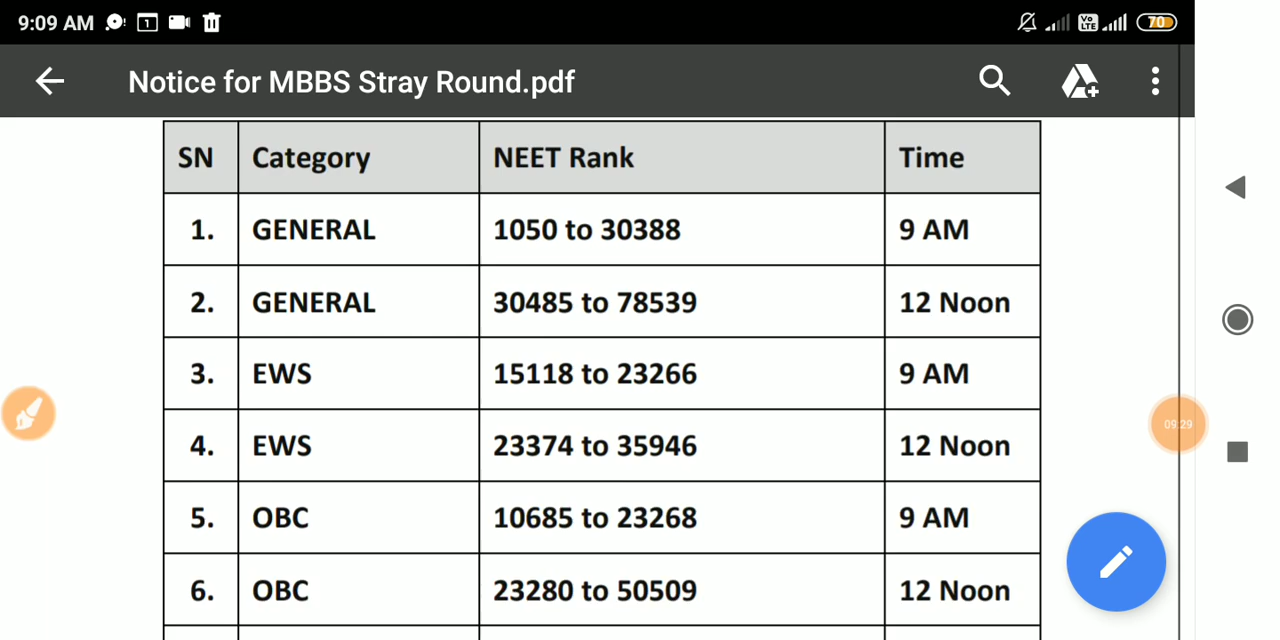 9:09 AM
1
Vo LTE
70
Notice for MBBS Stray Round.pdf
SN Category NEET Rank Time
1. GENERAL 1050 to 30388 9 AM
2. GENERAL 30485 to 78539 12 Noon
3. EWS 15118 to 23266 9 AM
4. EWS 23374 to 35946 12 Noon
09:29
5. OBC 10685 to 23268 9 AM
6. OBC 23280 to 50509 12 Noon